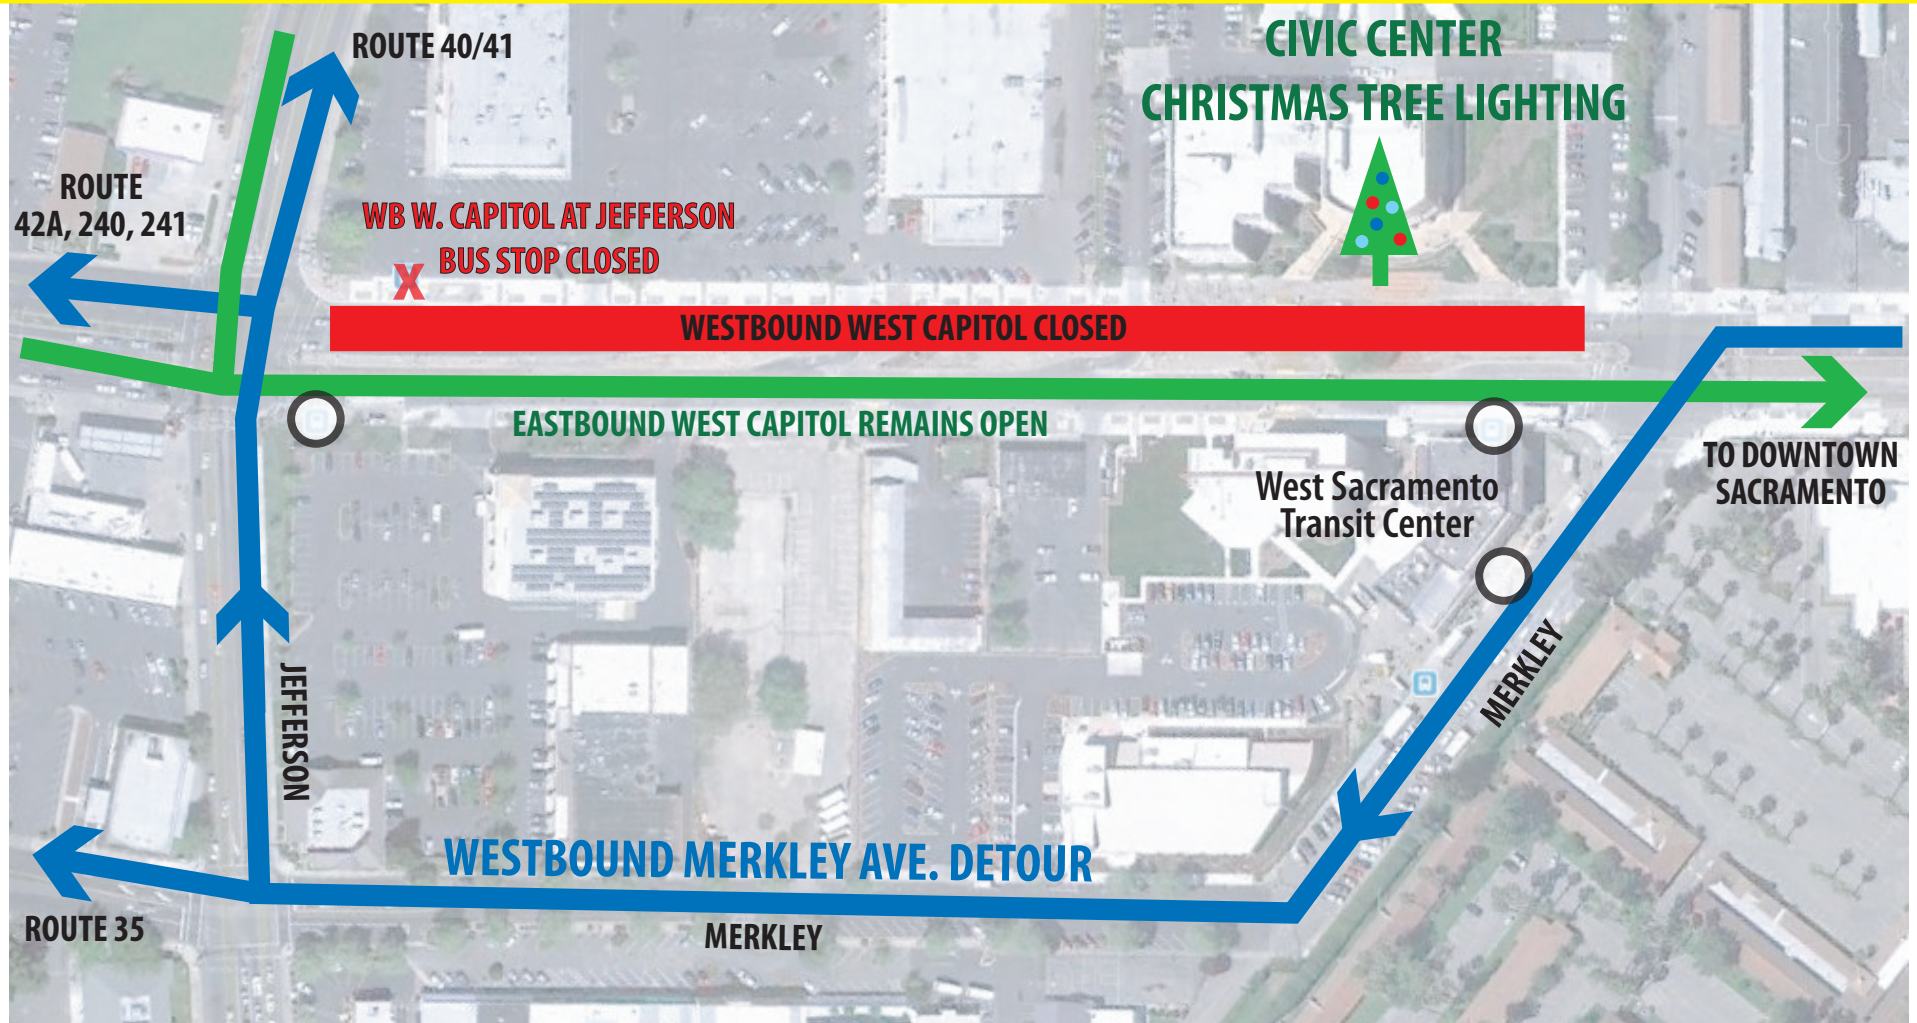 CIVIC CENTER
CHRISTMAS TREE LIGHTING
ROUTE 40/41
ROUTE
42A, 240, 241
WB W. CAPITOL AT JEFFERSON
BUS STOP CLOSED
X
WESTBOUND WEST CAPITOL CLOSED
EASTBOUND WEST CAPITOL REMAINS OPEN
TO DOWNTOWN
SACRAMENTO
West Sacramento
Transit Center
MERKLEY
JEFFERSON
WESTBOUND MERKLEY AVE. DETOUR
ROUTE 35
MERKLEY